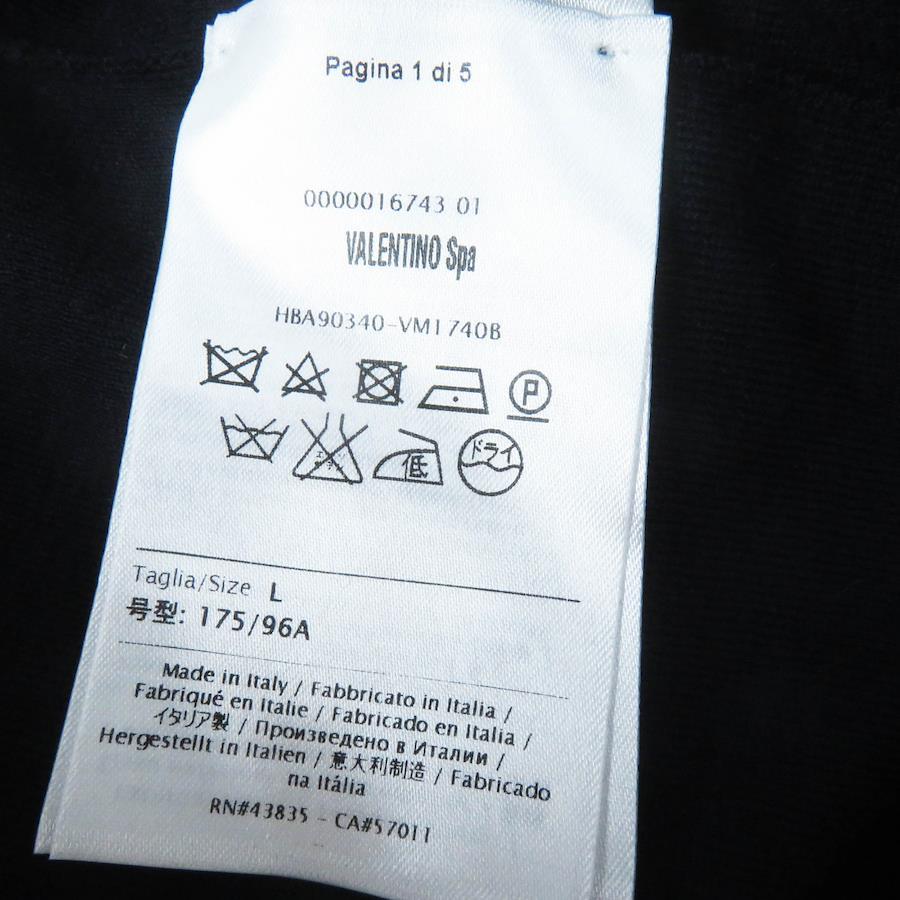 Pagina 1 di 5
0000016743 01
VALENTINO Spa
HBA90340-VM1740B
P
低 ドライ
Taglia/Size L
号型: 175/96A
Made in Italy / Fabbricato in Italia /
Fabriqué en Italie / Fabricado en Italia /
イタリア製 / Произведено в Италии /
Hergestellt in Italien / 意大利制造 / Fabricado
na Itália
RN#43835 - CA#57011